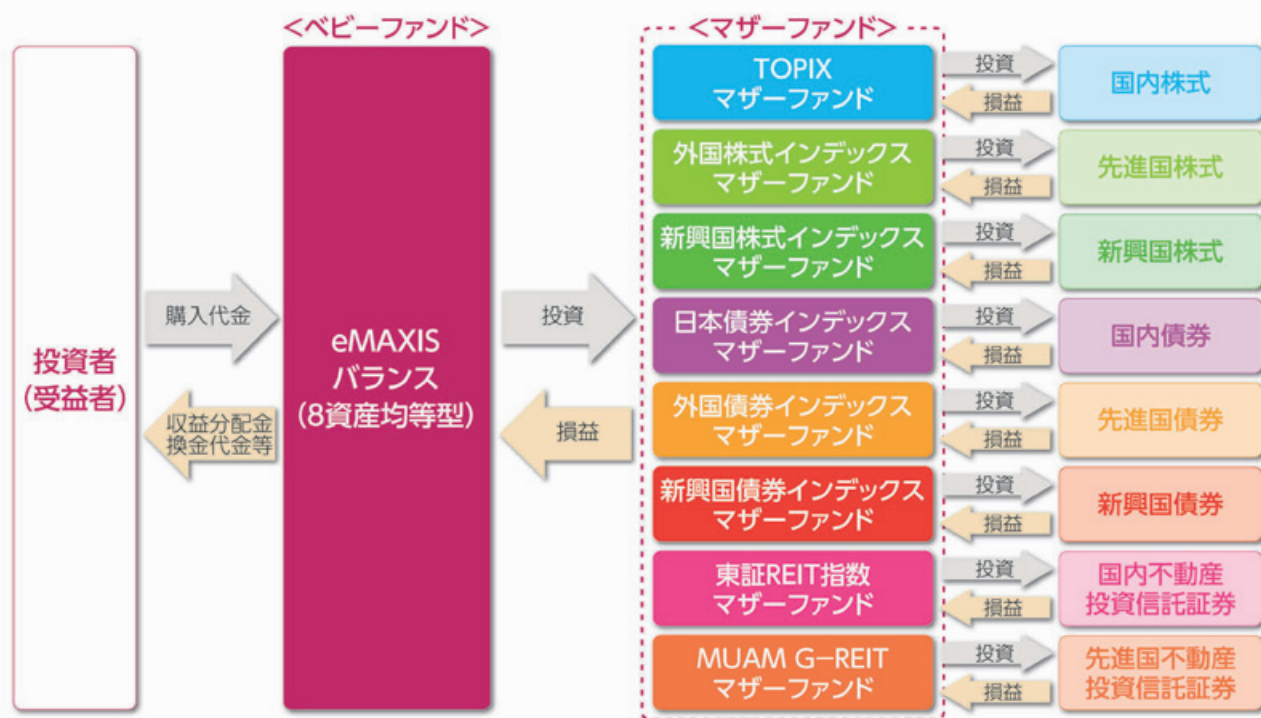 <ベビーファンド>
<マザーファンド>
投資者
(受益者)
購入代金
収益分配金
換金代金等
eMAXIS
バランス
(8資産均等型)
投資
損益
TOPIX
マザーファンド
投資
損益
国内株式
外国株式インデックス
マザーファンド
投資
損益
先進国株式
新興国株式インデックス
マザーファンド
投資
損益
新興国株式
日本債券インデックス
マザーファンド
投資
損益
国内債券
外国債券インデックス
マザーファンド
投資
損益
先進国債券
新興国債券インデックス
マザーファンド
投資
損益
新興国債券
東証REIT指数
マザーファンド
投資
損益
国内不動産
投資信託証券
MUAM G-REIT
マザーファンド
投資
損益
先進国不動産
投資信託証券